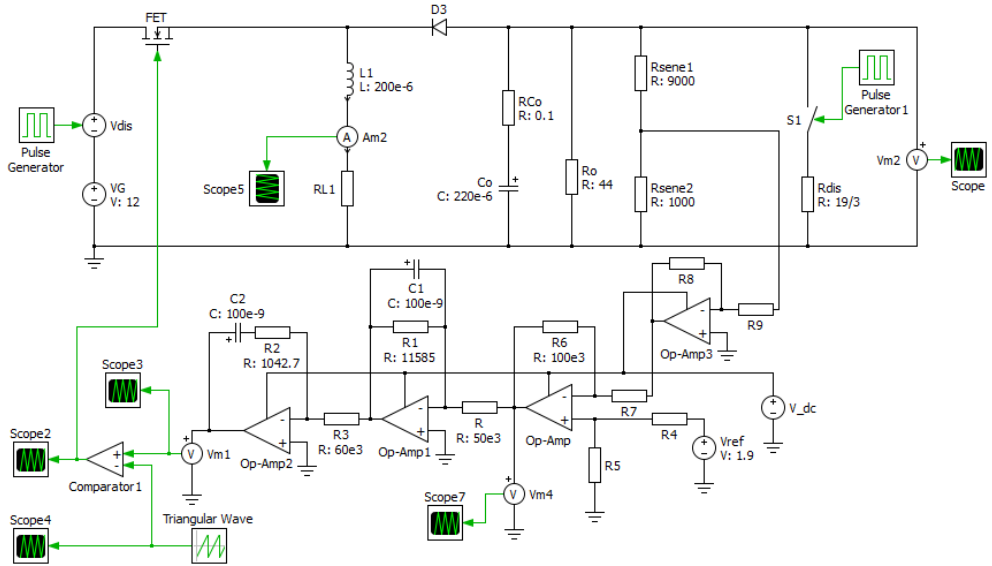 FET
D3
L1
L: 200e-6
Rsene1
R: 9000
RCo
R: 0.1
Pulse
Generator1
S1
Vdis
Am2
Pulse
Generator
Vm2
Scope
VG
V: 12
Scope5
RL1
Co
C: 220e-6
Ro
R: 44
Rsene2
R: 1000
Rdis
R: 19/3
C1
C: 100e-9
R8
R9
C2
C: 100e-9
R2
R: 1042.7
R1
R: 11585
R6
R: 100e3
Op-Amp3
Scope3
R7
V_dc
Scope2
Comparator1
Vm1
Op-Amp2
R3
R: 60e3
Op-Amp1
R
R: 50e3
Op-Amp
R4
Vref
V: 1.9
R5
Scope7
Vm4
Scope4
Triangular Wave